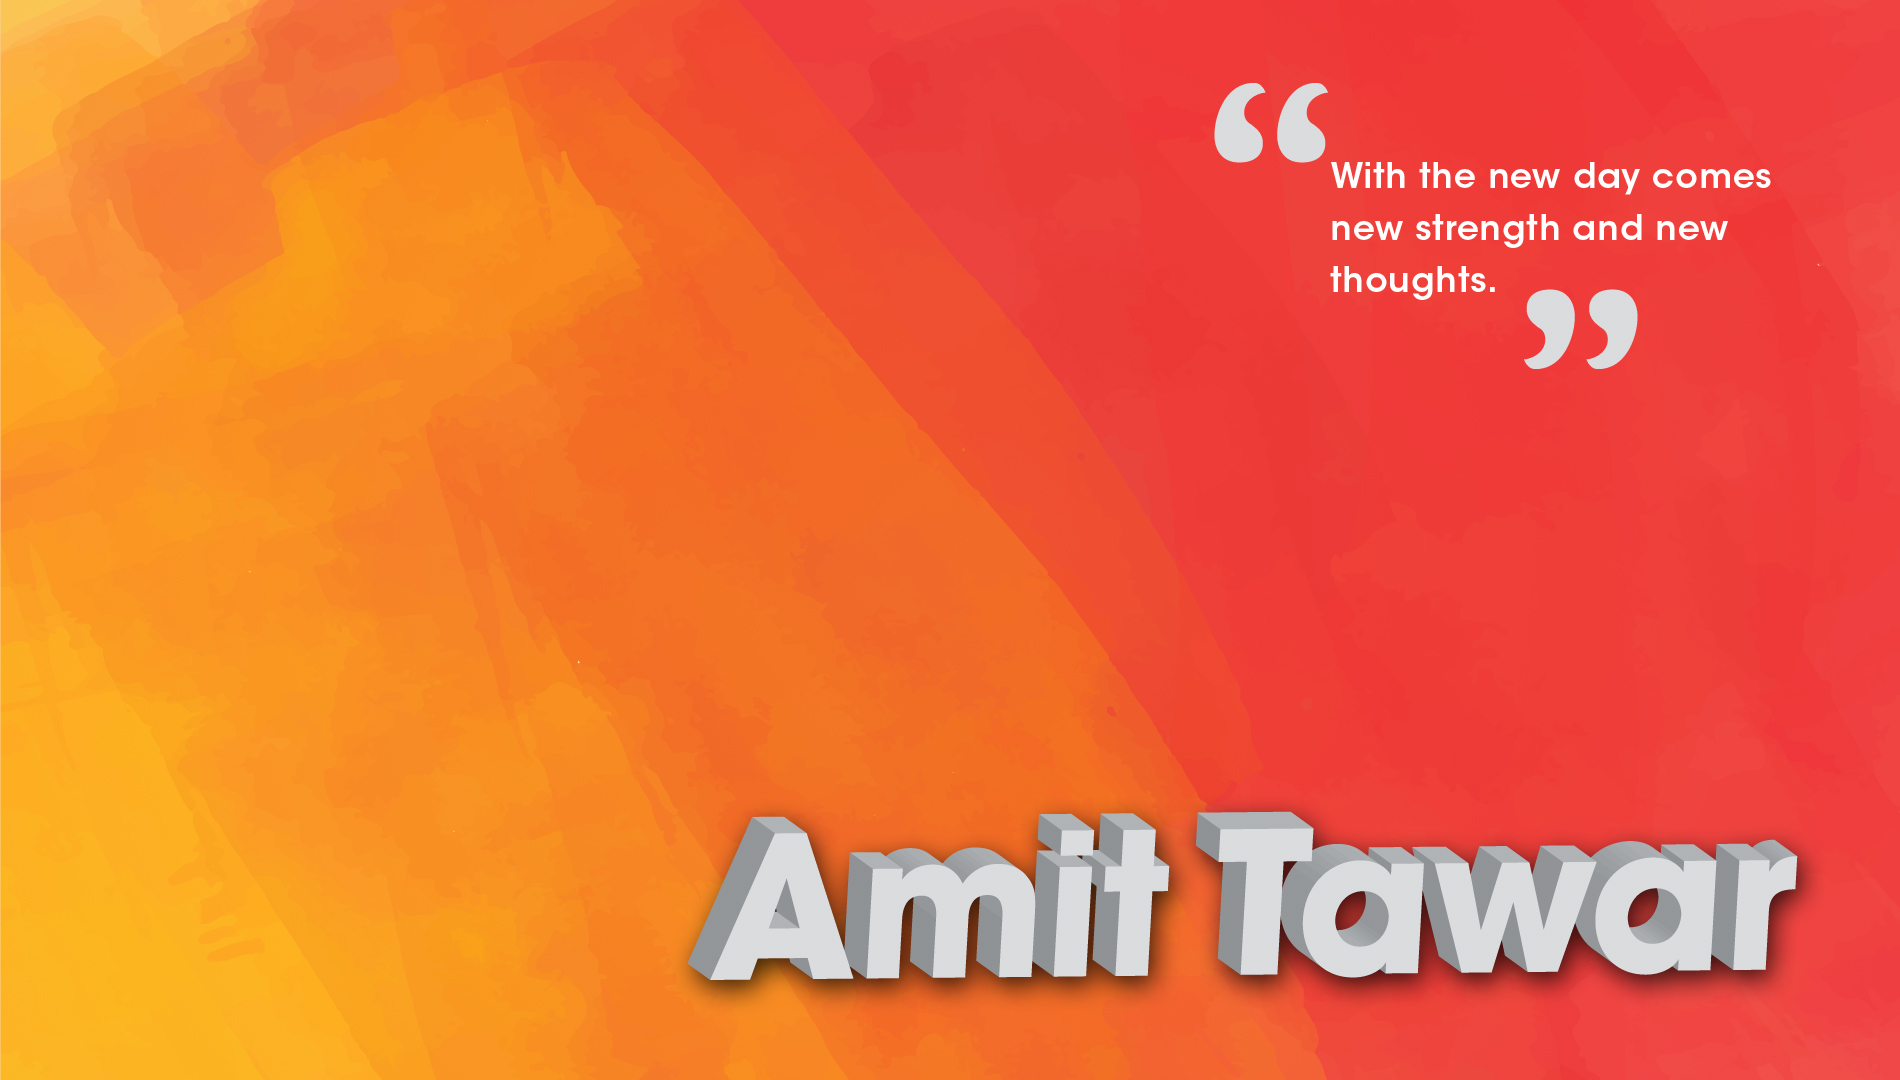 “With the new day comes
new strength and new
thoughts.”
Amit Tawar